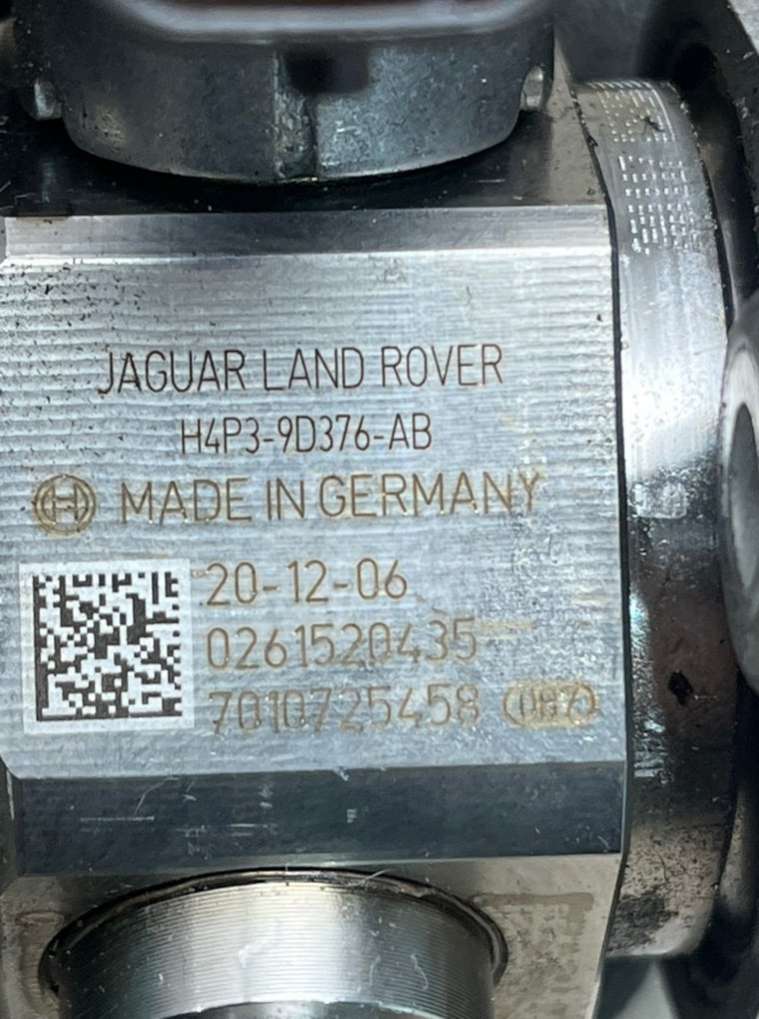 JAGUAR LAND ROVER
H4P3-9D376-AB
MADE IN GERMANY
20-12-06
0261520435
7010725458